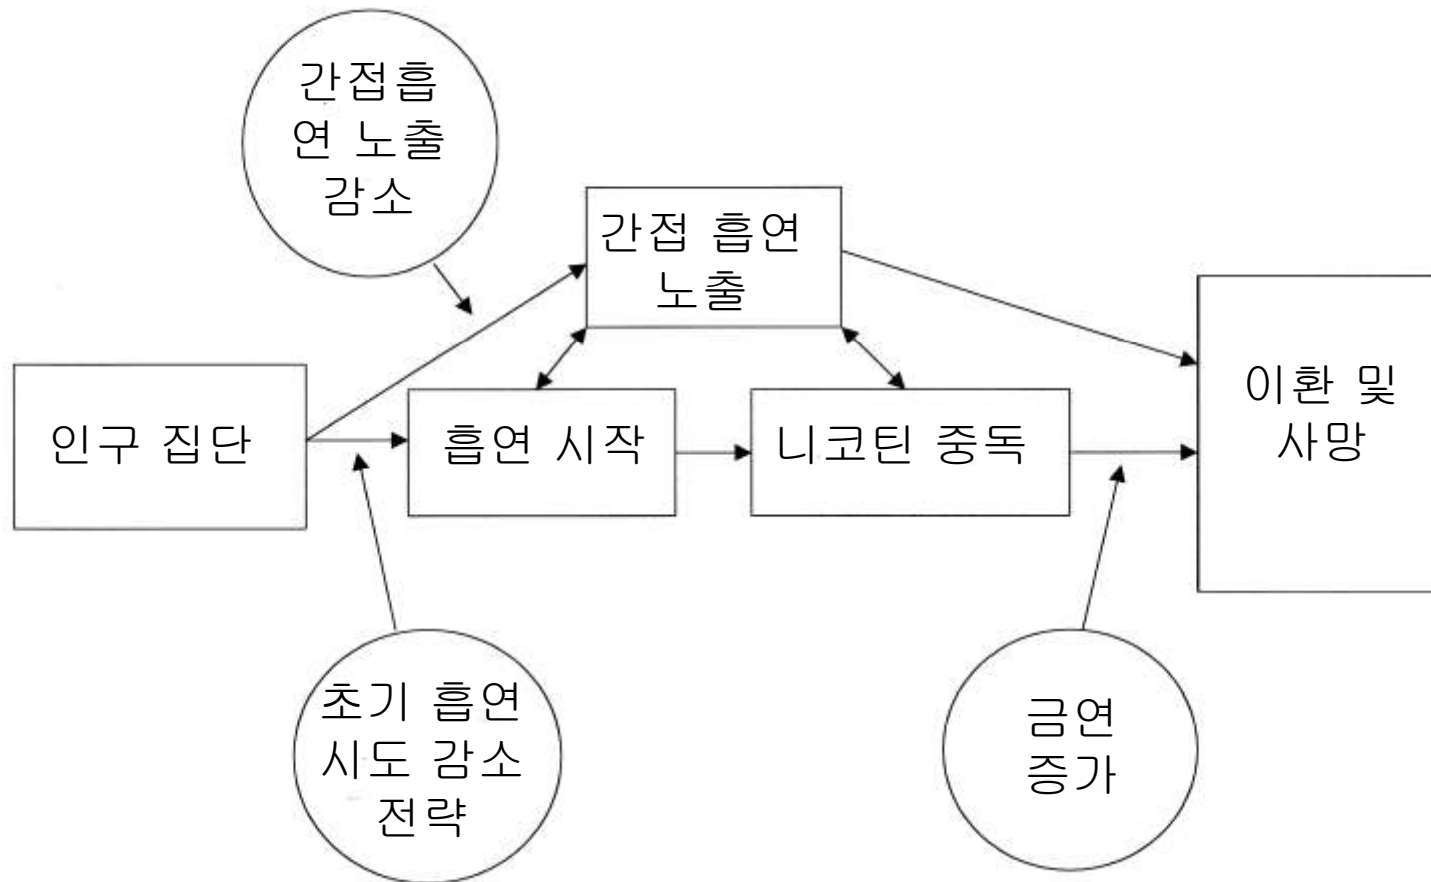 간접흡
연 노출
감소
간접 흡연
노출
인구 집단
흡연 시작
니코틴 중독
이환 및
사망
초기 흡연
시도 감소
전략
금연
증가